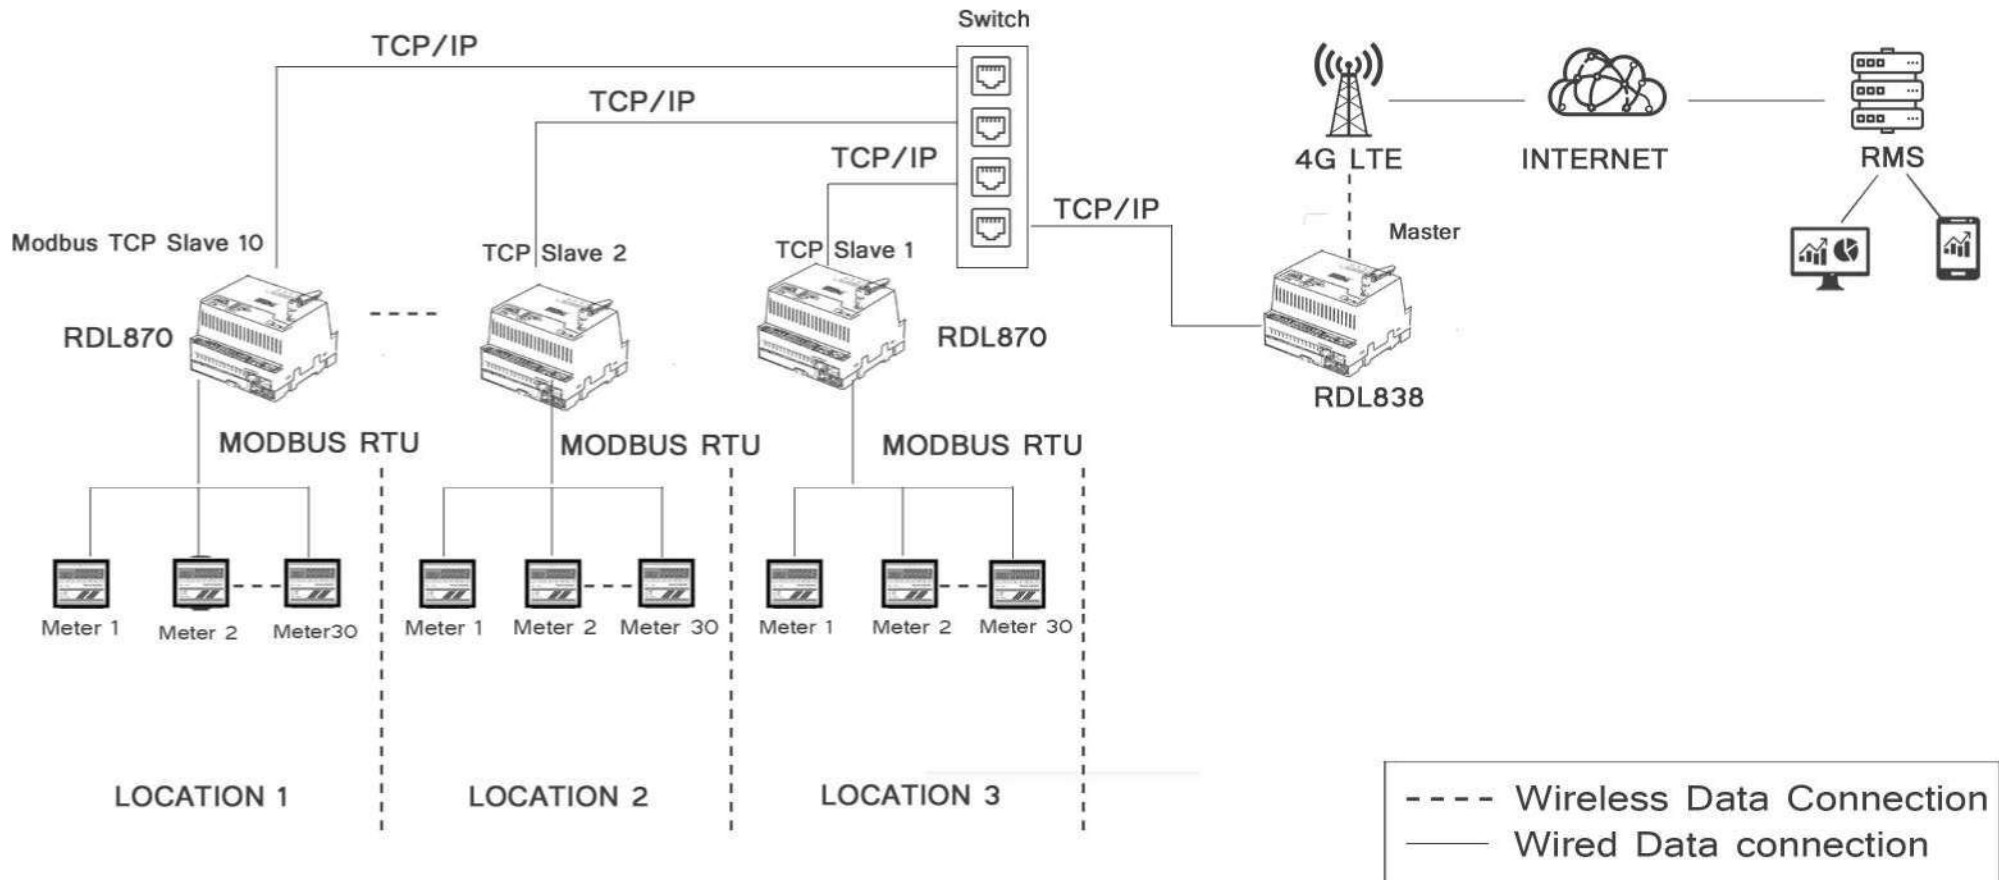 Switch
TCP/IP
TCP/IP
TCP/IP
TCP/IP
4G LTE
INTERNET
RMS
Modbus TCP Slave 10
TCP Slave 2
TCP Slave 1
Master
RDL870
RDL870
RDL838
MODBUS RTU
MODBUS RTU
MODBUS RTU
Meter 1
Meter 2
Meter30
Meter 1
Meter 2
Meter 30
Meter 1
Meter 2
Meter 30
LOCATION 1
LOCATION 2
LOCATION 3
Wireless Data Connection
Wired Data connection